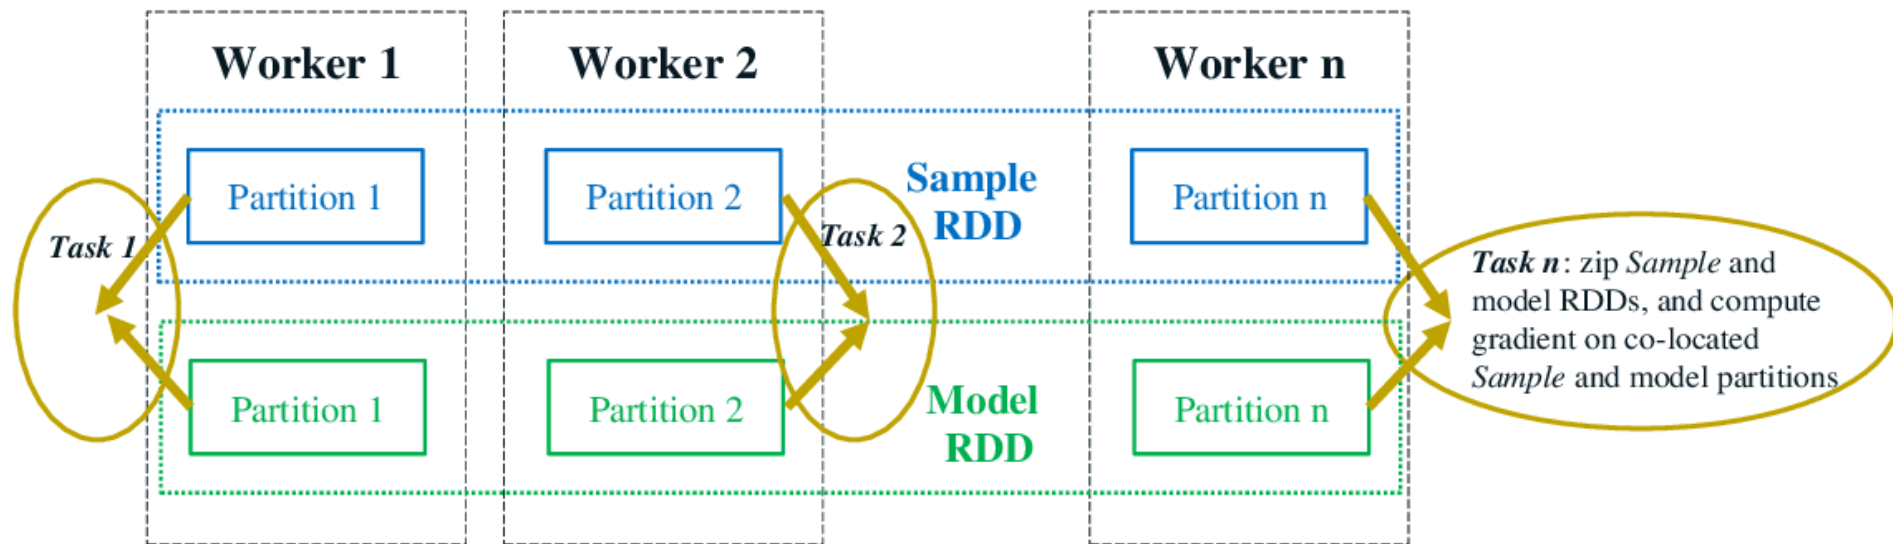 Worker 1
Worker 2
Worker n
Partition 1
Partition 2
Sample
RDD
Partition n
Task 1
Task 2
Task n: zip Sample and
model RDDs, and compute
gradient on co-located
Sample and model partitions
Partition 1
Partition 2
Model
RDD
Partition n